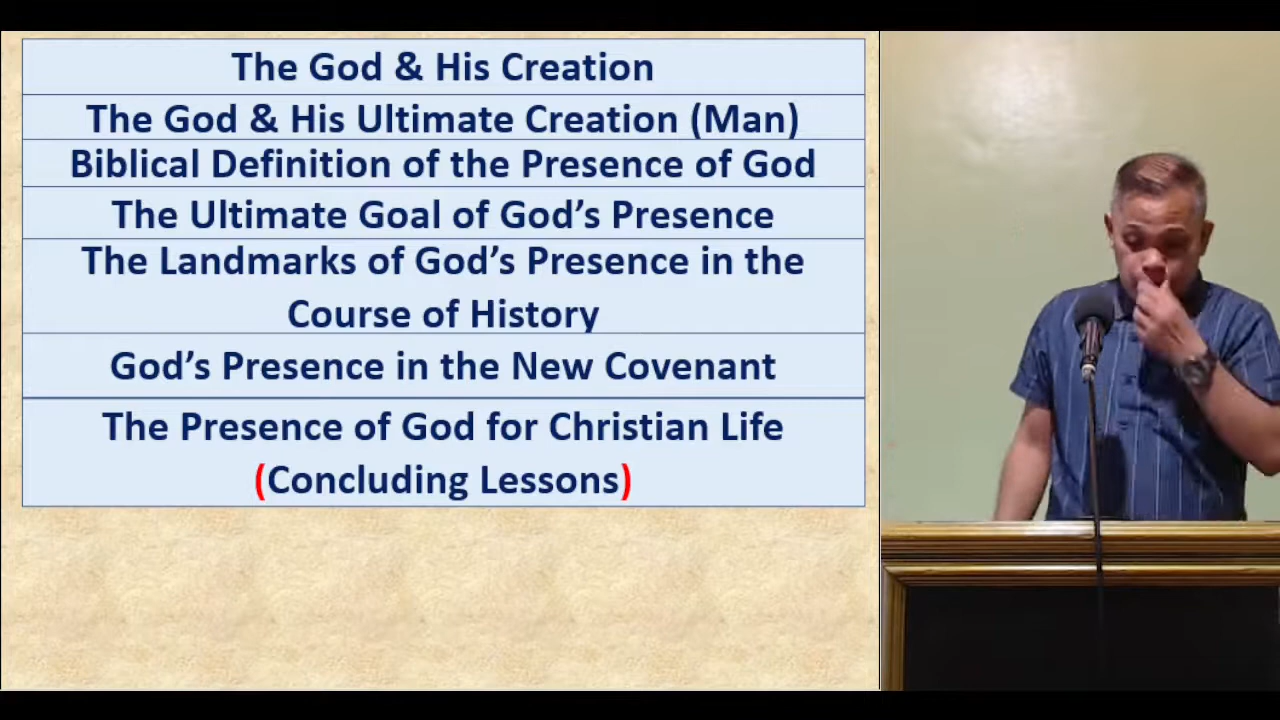 The God & His Creation
The God & His Ultimate Creation (Man)
Biblical Definition of the Presence of God
The Ultimate Goal of God’s Presence
The Landmarks of God’s Presence in the
Course of History
God’s Presence in the New Covenant
The Presence of God for Christian Life
(Concluding Lessons)